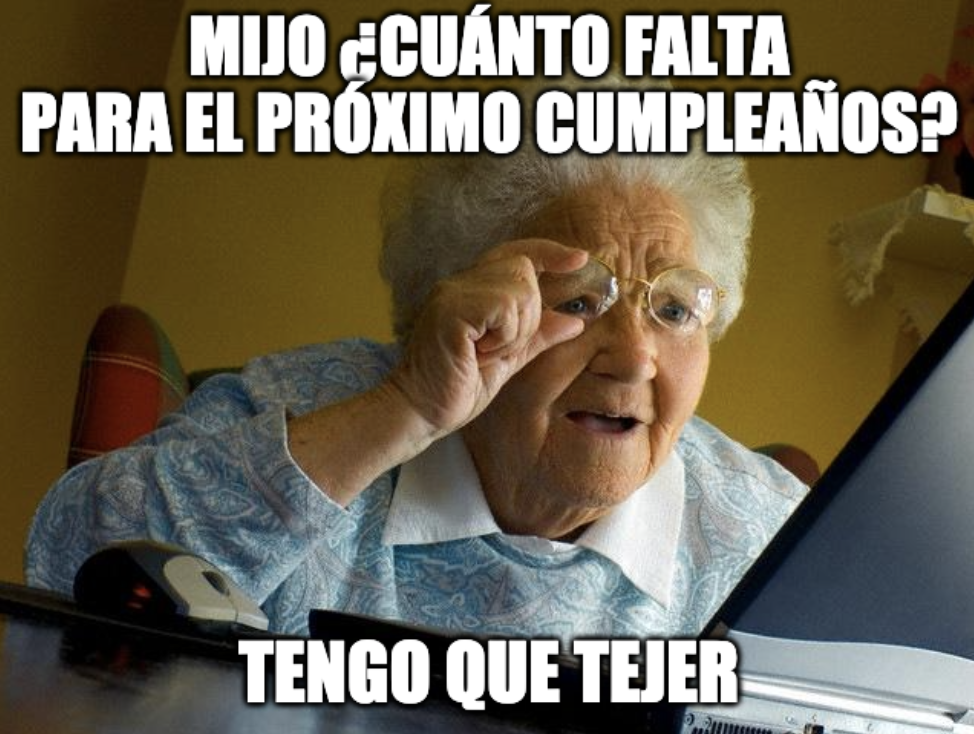 MIJO ¿CUÁNTO FALTA
PARA EL PRÓXIMO CUMPLEAÑOS?
TENGO QUE TEJER